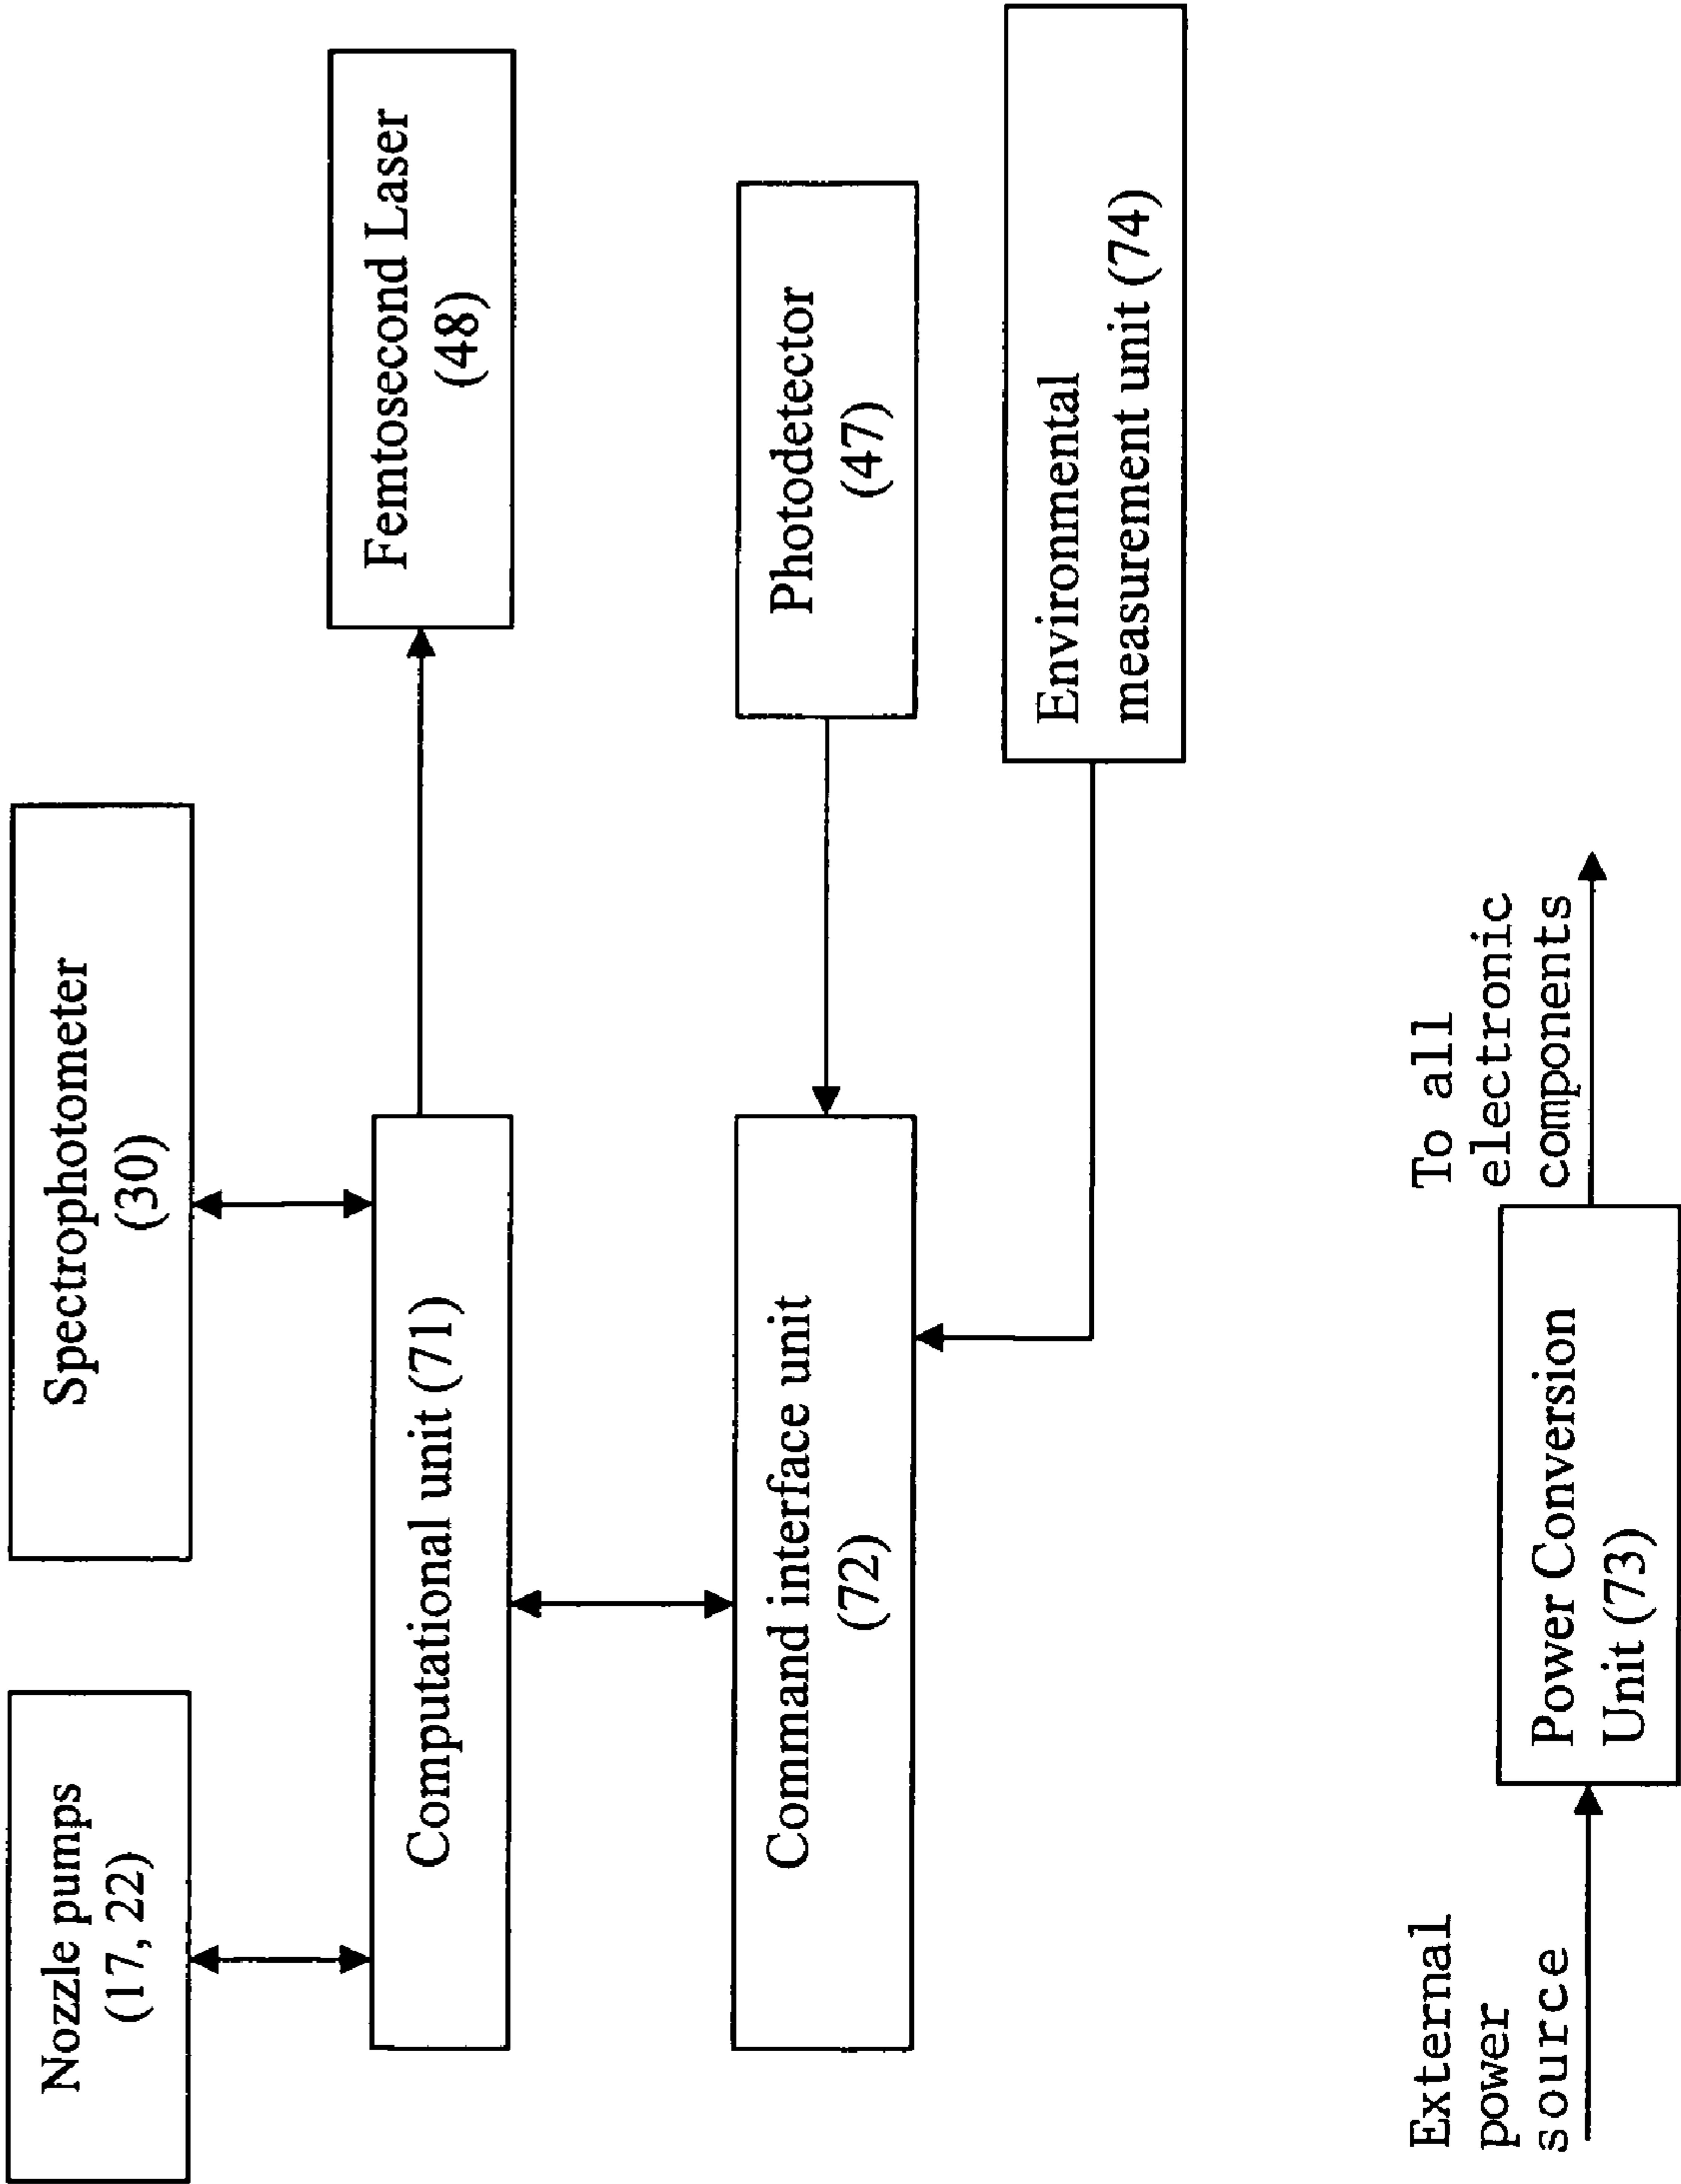 Nozzle pumps
(17, 22)
Spectrophotometer
(30)
Computational unit (71)
Femtosecond Laser
(48)
Command interface unit
(72)
Photodetector
(47)
Environmental
measurement unit (74)
External
power
source
Power Conversion
Unit (73)
To all
electronic
components